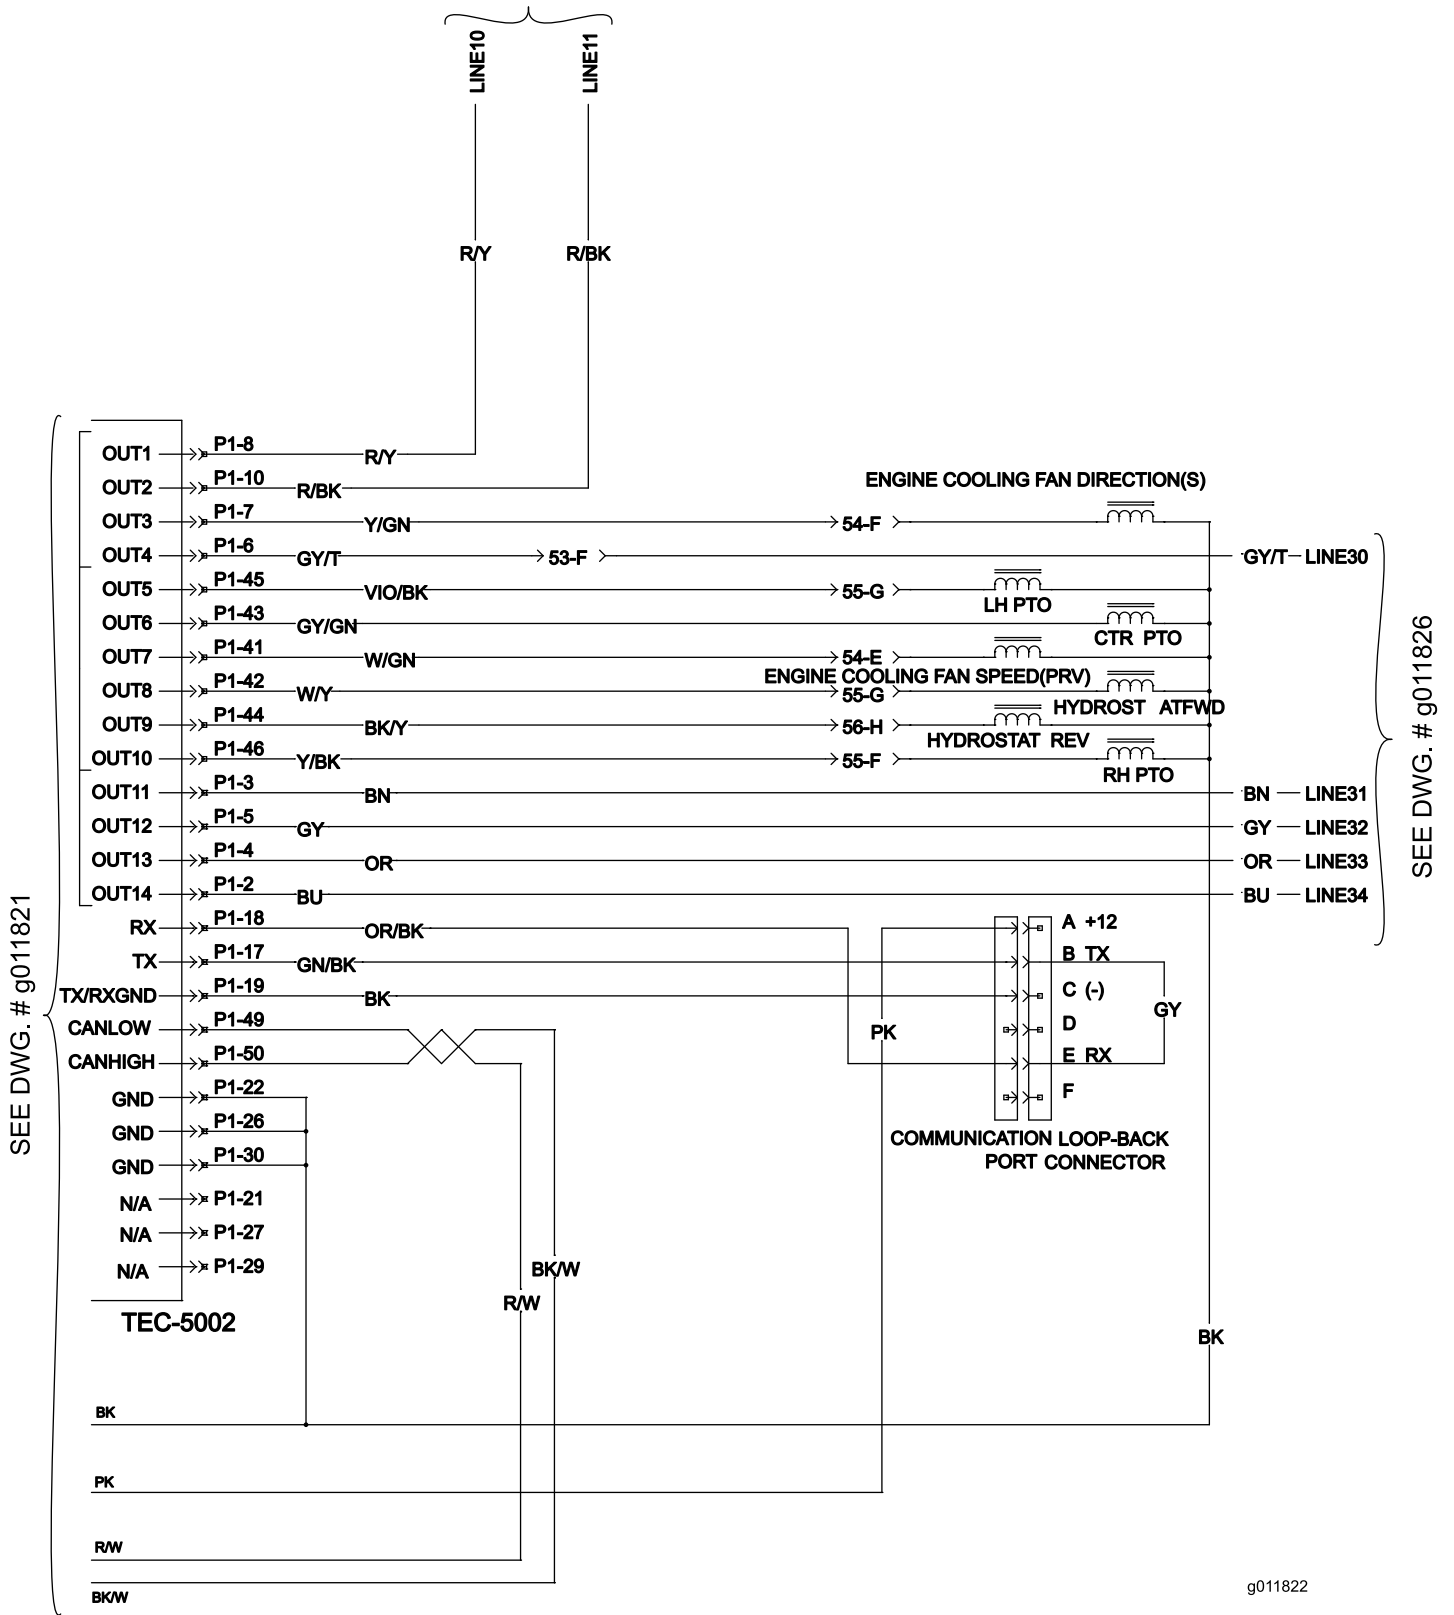 LINE10
LINE11
R/Y
R/BK
OUT1 P1-8 R/Y
OUT2 P1-10 R/BK
ENGINE COOLING FAN DIRECTION(S)
OUT3 P1-7 Y/GN 54-F
OUT4 P1-6 GY/T 53-F GY/T LINE30
OUT5 P1-45 VIO/BK 55-G
LH PTO
OUT6 P1-43 GY/GN
CTR PTO
OUT7 P1-41 W/GN 54-E
ENGINE COOLING FAN SPEED(PRV)
OUT8 P1-42 W/Y 55-G
HYDROST ATFWD
OUT9 P1-44 BK/Y 56-H
HYDROSTAT REV
OUT10 P1-46 Y/BK 55-F
RH PTO
OUT11 P1-3 BN BN LINE31
OUT12 P1-5 GY GY LINE32
OUT13 P1-4 OR OR LINE33
OUT14 P1-2 BU BU LINE34
RX P1-18 OR/BK A +12
TX P1-17 GN/BK B TX
TX/RXGND P1-19 BK C (-)
GY
CANLOW P1-49 PK D
CANHIGH P1-50 E RX
GND P1-22 F
GND P1-26
COMMUNICATION LOOP-BACK
PORT CONNECTOR
GND P1-30
N/A P1-21
N/A P1-27
N/A P1-29
BK/W
R/W
TEC-5002
BK
BK
PK
R/W
BK/W
SEE DWG. # g011821
SEE DWG. # g011826
g011822